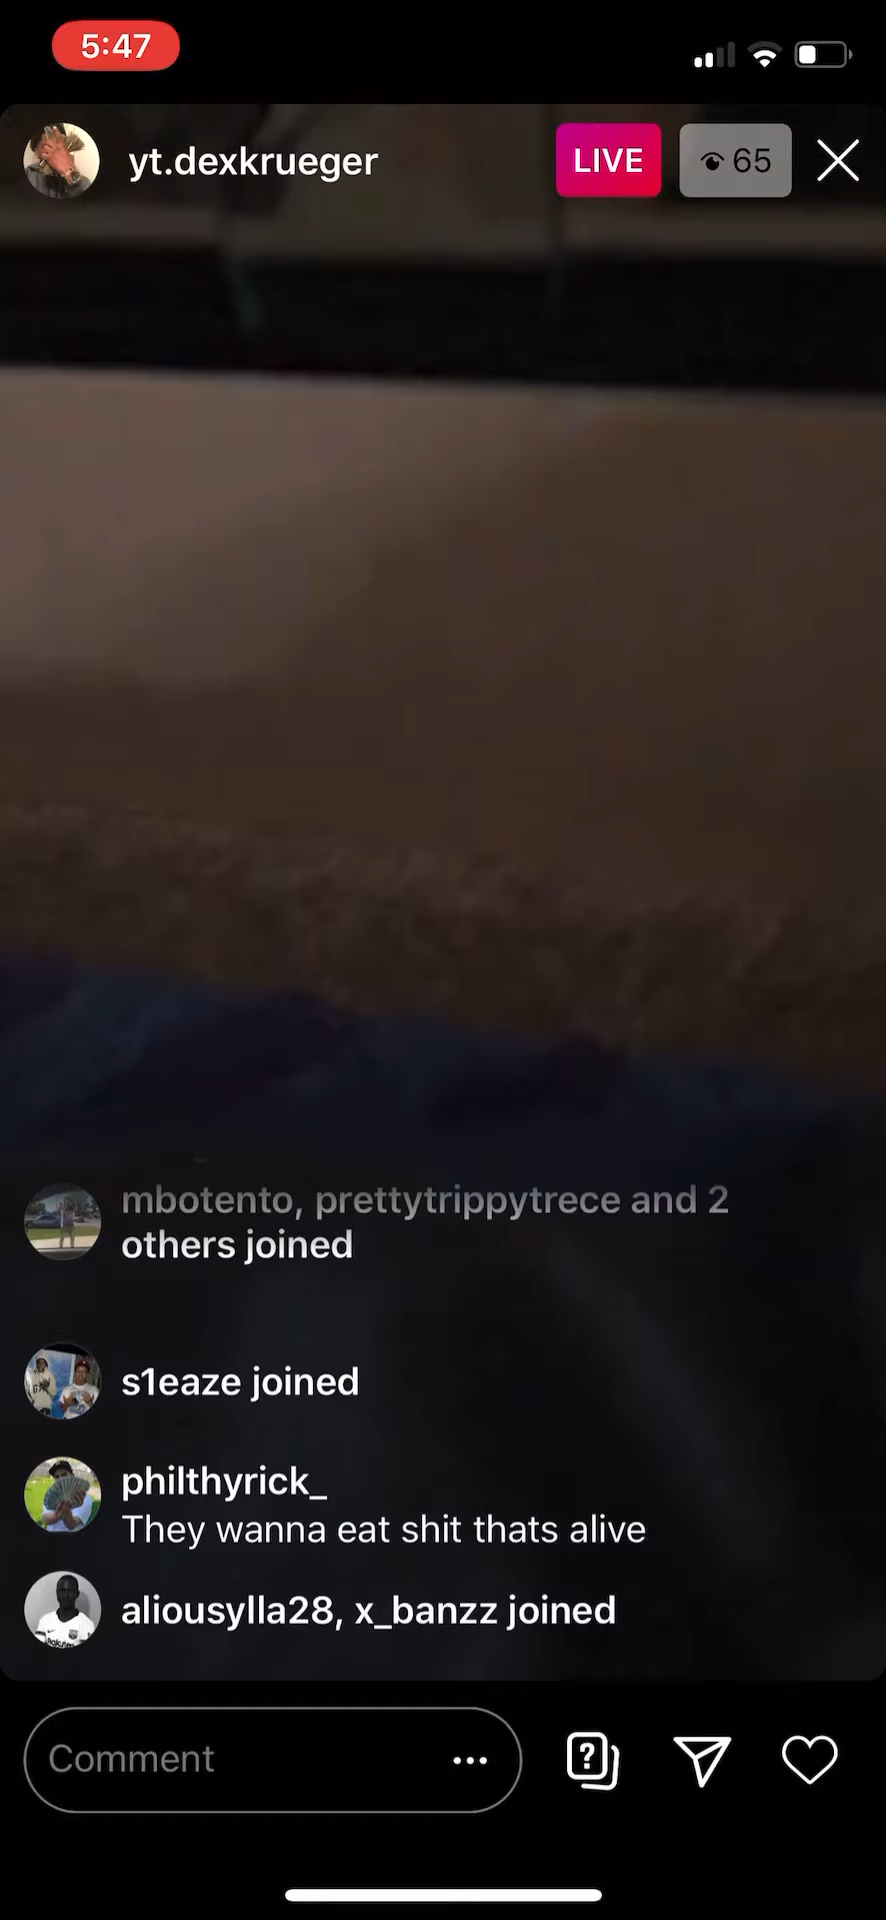 5:47
yt.dexkrueger
LIVE
65
mbotento, prettytrippytrece and 2
others joined
s1eaze joined
philthyrick_
They wanna eat shit thats alive
aliousylla28, x_banzz joined
Comment